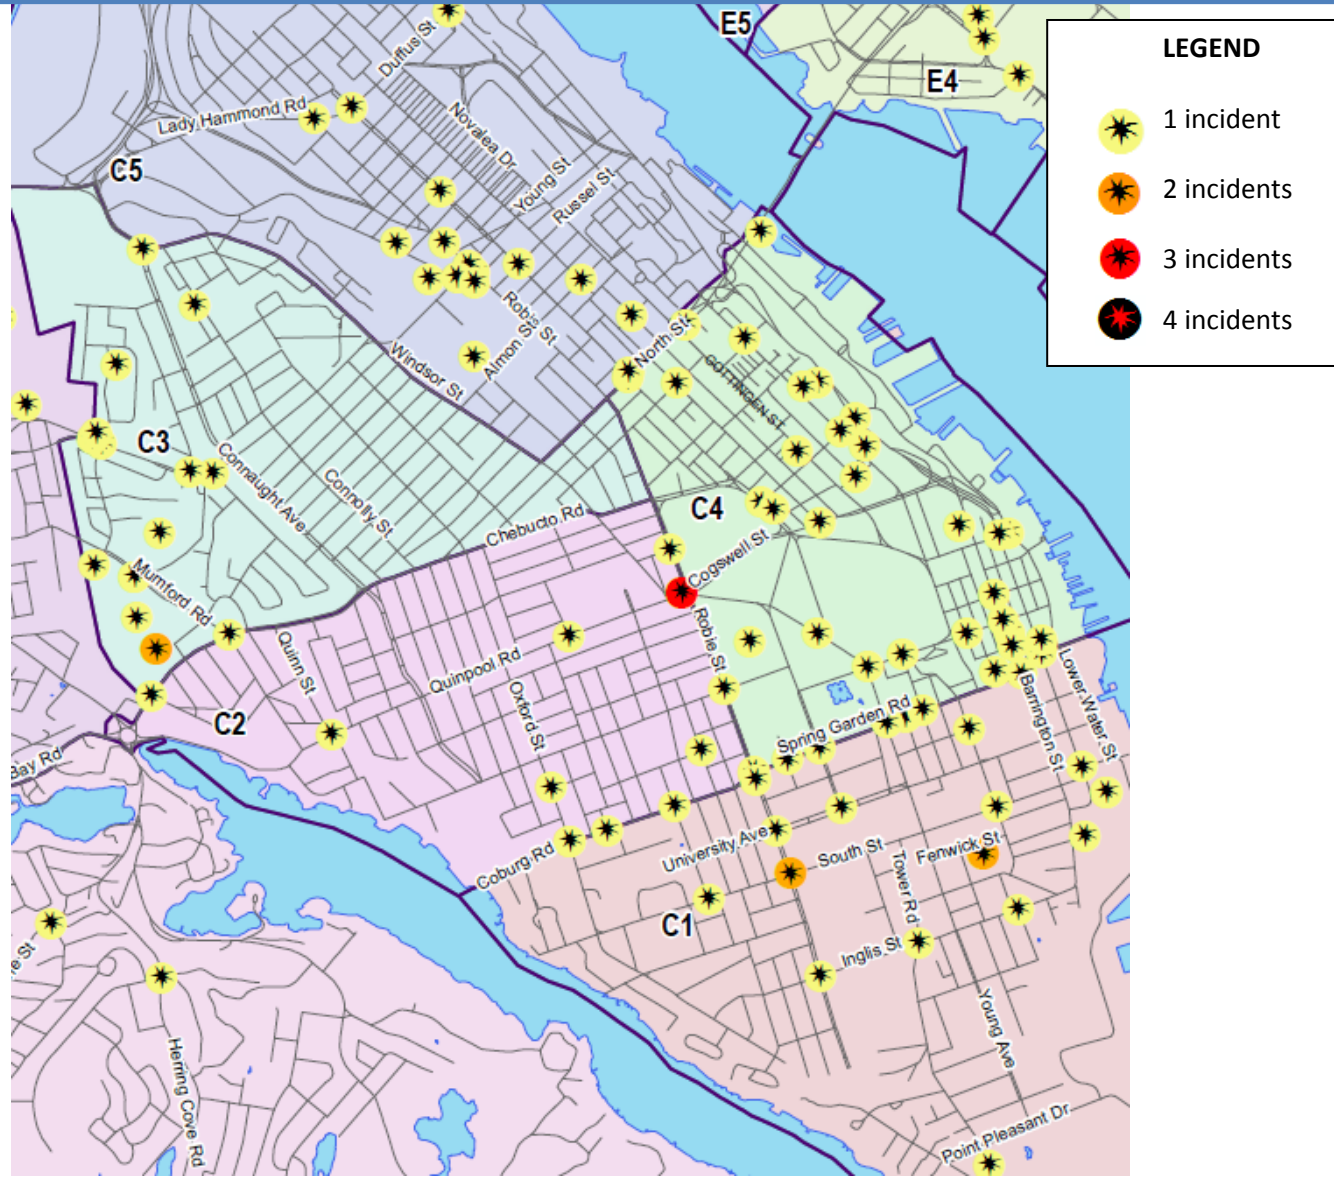 E5
LEGEND
Duffus St
E4
Lady Hammond Rd
1 incident
Novalea Dr
C5
Young St
Russel St
2 incidents
3 incidents
Robie St
4 incidents
Almon St
North St
Windsor St
GOTTINGEN ST
C3
Connaught Ave
Connolly St
C4
Chebucto Rd
Cogswell St
Mumford Rd
Robie St
Quinn St
Quinpool Rd
Oxford St
Lower Water St
Barrington St
C2
Spring Garden Rd
Bay Rd
University Ave
South St
Fenwick St
Coburg Rd
Tower Rd
C1
Inglis St
St
Young Ave
Herring Cove Rd
Point Pleasant Dr